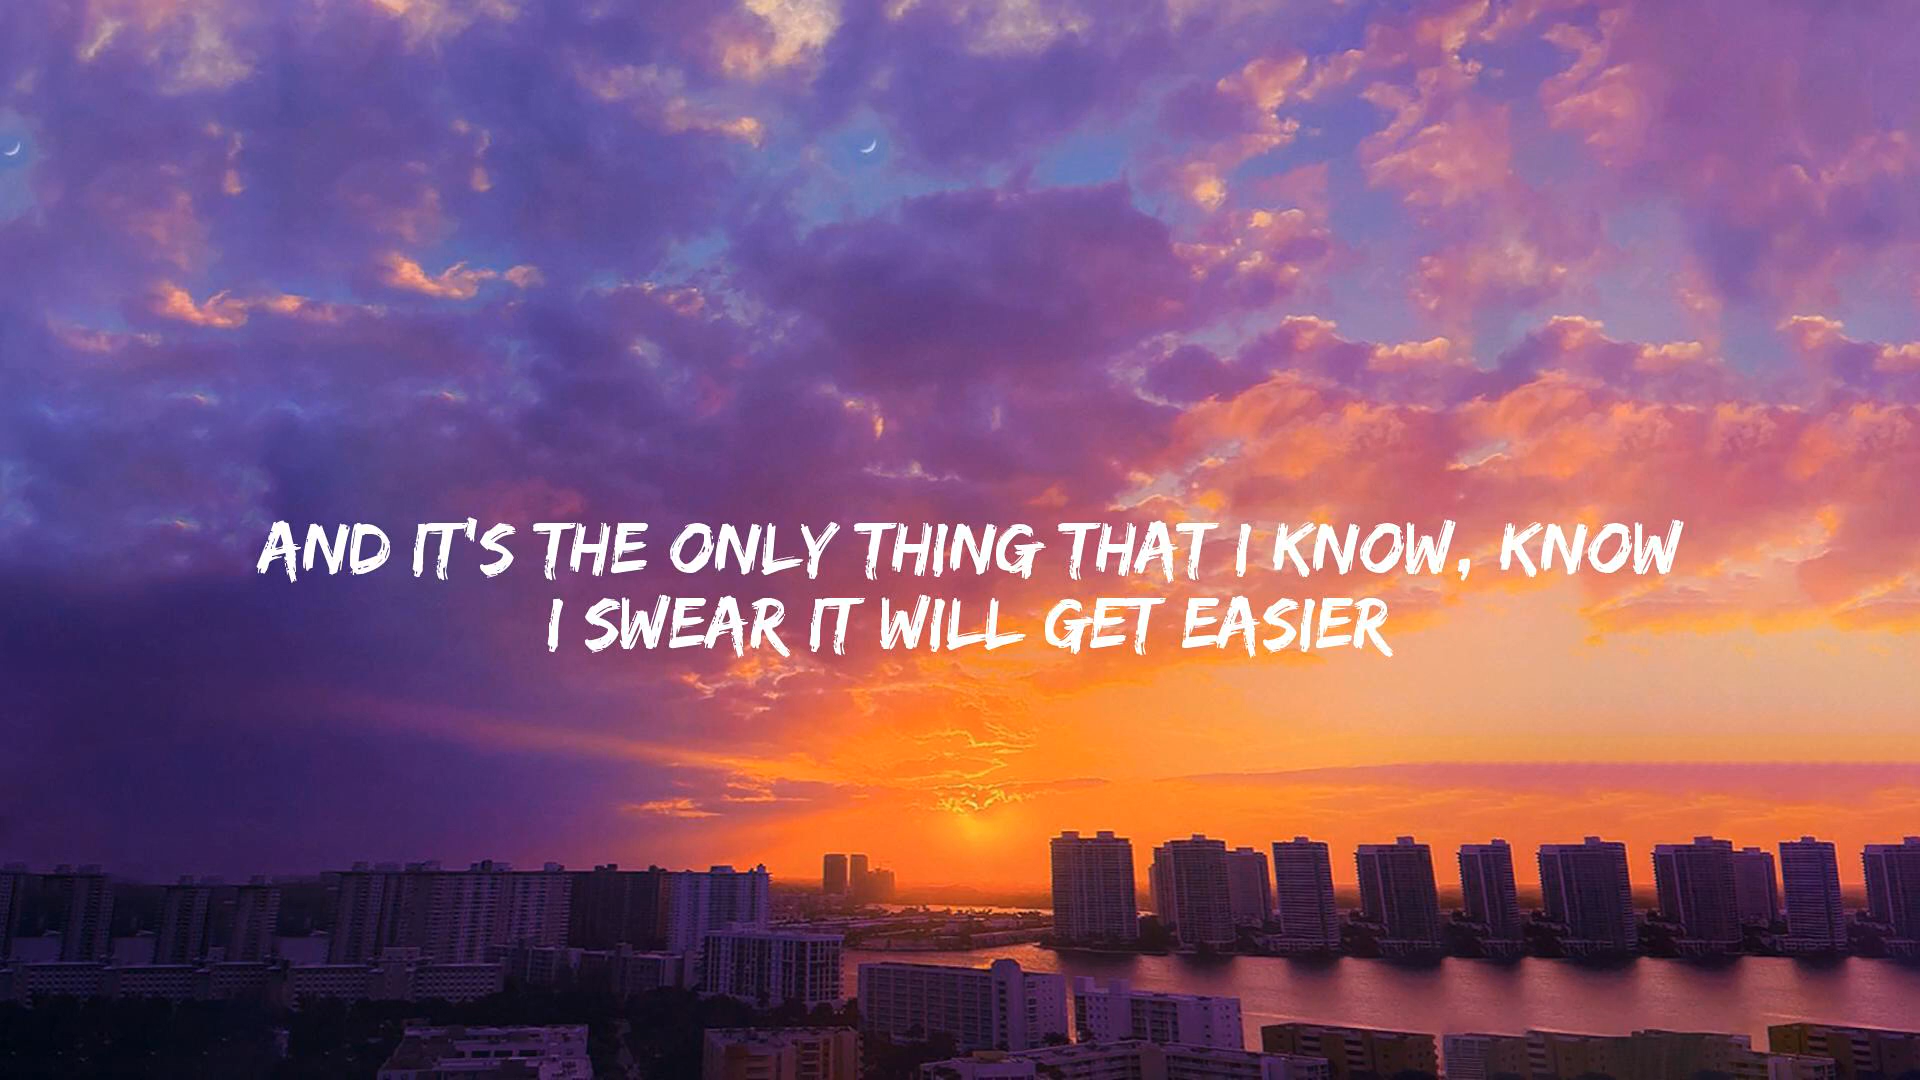 AND IT'S THE ONLY THING THAT I KNOW, KNOW
I SWEAR IT WILL GET EASIER